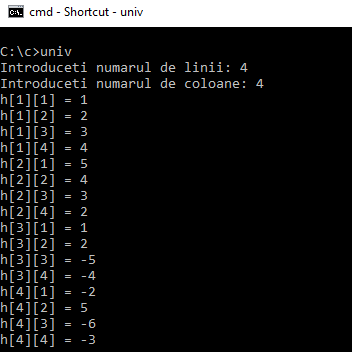 cmd - Shortcut - univ
C:\c>univ
Introduceti numarul de linii: 4
Introduceti numarul de coloane: 4
h[1][1] = 1
h[1][2] = 2
h[1][3] = 3
h[1][4] = 4
h[2][1] = 5
h[2][2] = 4
h[2][3] = 3
h[2][4] = 2
h[3][1] = 1
h[3][2] = 2
h[3][3] = -5
h[3][4] = -4
h[4][1] = -2
h[4][2] = 5
h[4][3] = -6
h[4][4] = -3